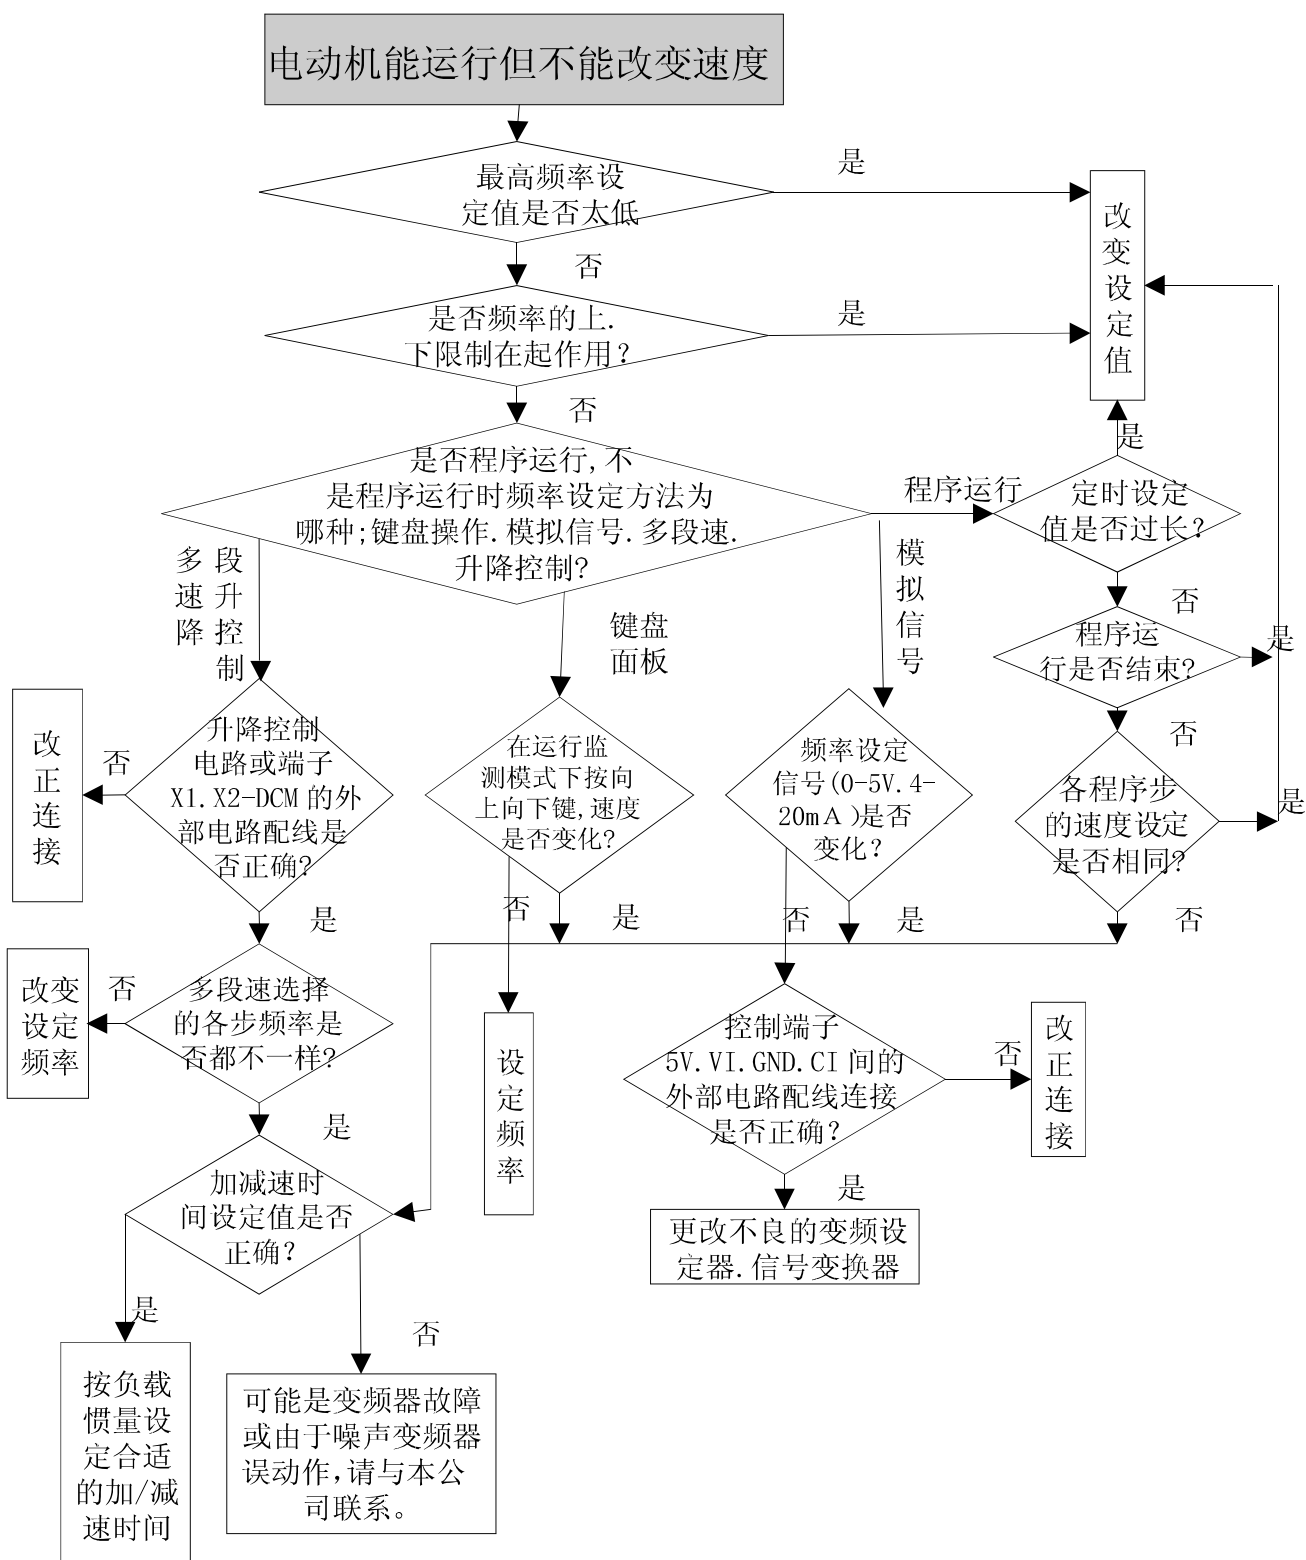 电动机能运行但不能改变速度
最高频率设
定值是否太低
是
否
改
变
设
定
值
是否频率的上.
下限制在起作用?
是
否
是否程序运行,不
是程序运行时频率设定方法为
哪种;键盘操作.模拟信号.多段速.
升降控制?
程序运行
是
定时设定
值是否过长?
多 段
速 升
降 控
制
键盘
面板
模
拟
信
号
否
程序运
行是否结束?
是
改
正
连
接
否
升降控制
电路或端子
X1.X2-DCM的外
部电路配线是
否正确?
在运行监
测模式下按向
上向下键,速度
是否变化?
频率设定
信号(0-5V.4-
20mA)是否
变化?
否
各程序步
的速度设定
是否相同?
是
是
否
是
否
是
否
改变
设定
频率
否
多段速选择
的各步频率是
否都不一样?
设
定
频
率
控制端子
5V.VI.GND.CI间的
外部电路配线连接
是否正确?
否
改
正
连
接
是
加减速时
间设定值是否
正确?
是
更改不良的变频设
定器.信号变换器
是
否
按负载
惯量设
定合适
的加/减
速时间
可能是变频器故障
或由于噪声变频器
误动作,请与本公
司联系。